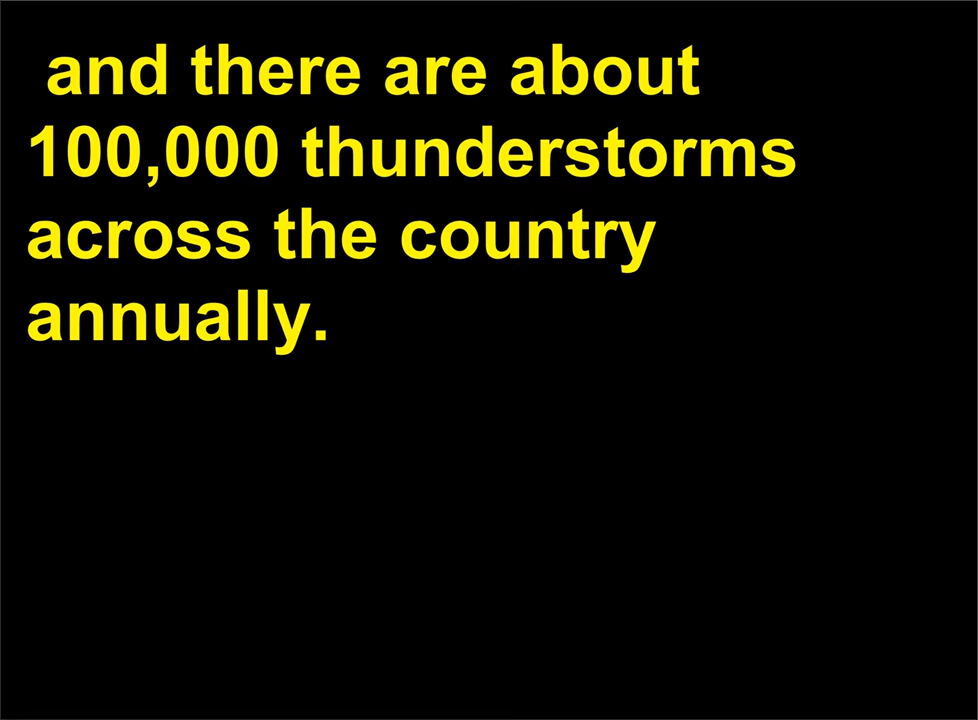 and there are about
100,000 thunderstorms
across the country
annually.